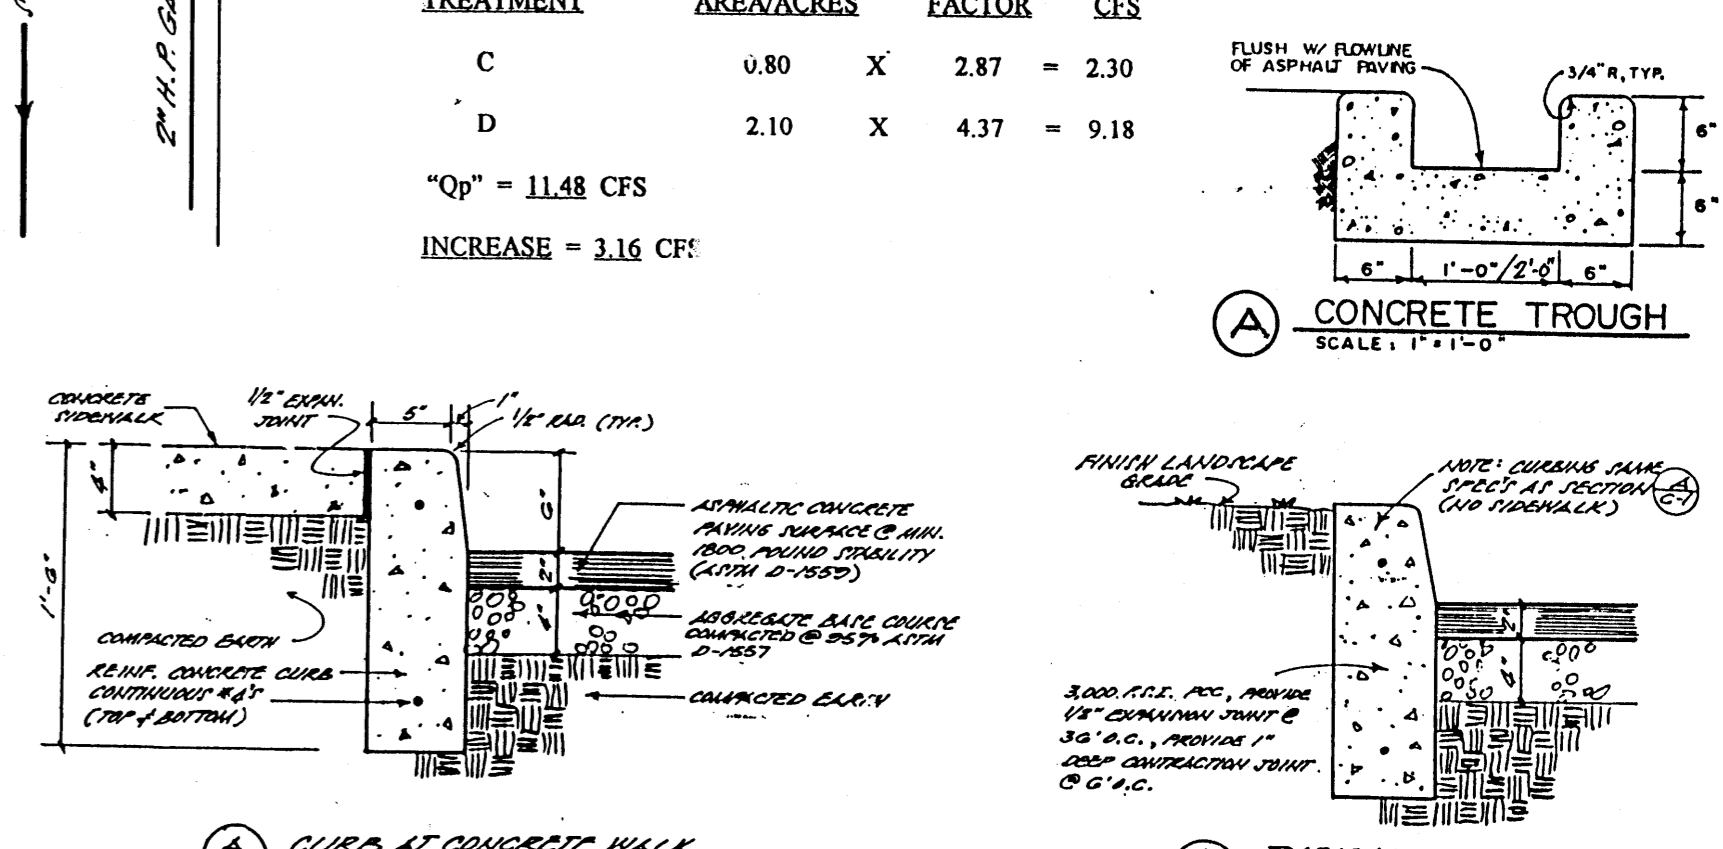 2" H.P. GA
TREATMENT AREA/ACRES FACTOR CFS
C 0.80 X 2.87 = 2.30
D 2.10 X 4.37 = 9.18
"Qp" = 11.48 CFS
INCREASE = 3.16 CFS
FLUSH W/ FLOWLINE
OF ASPHALT PAVING
3/4" R, TYP.
6"
6"
6" 1'-0"/2'-0" 6"
A CONCRETE TROUGH
SCALE: 1" = 1'-0"
CONCRETE
SIDEWALK
1/2" EXPAN.
JOINT
5"
1"
1/2" RAD. (TYP.)
4"
6"
1'-8"
2"
4"
ASPHALTIC CONCRETE
PAVING SURFACE @ MIN.
1800. POUND STABILITY
(ASTM D-1559)
AGGREGATE BASE COURSE
COMPACTED @ 95% ASTM
D-1557
COMPACTED EARTH
COMPACTED EARTH
REINF. CONCRETE CURB
CONTINUOUS #4'S
(TOP & BOTTOM)
A CURB AT CONCRETE WALK
FINISH LANDSCAPE
GRADE
NOTE: CURBING SAME
SPEC'S AS SECTION A C-1
(NO SIDEWALK)
2"
4"
3,000 P.S.I. PCC, PROVIDE
1/2" EXPANSION JOINT @
36' O.C., PROVIDE 1"
DEEP CONTRACTION JOINT
@ 6' O.C.